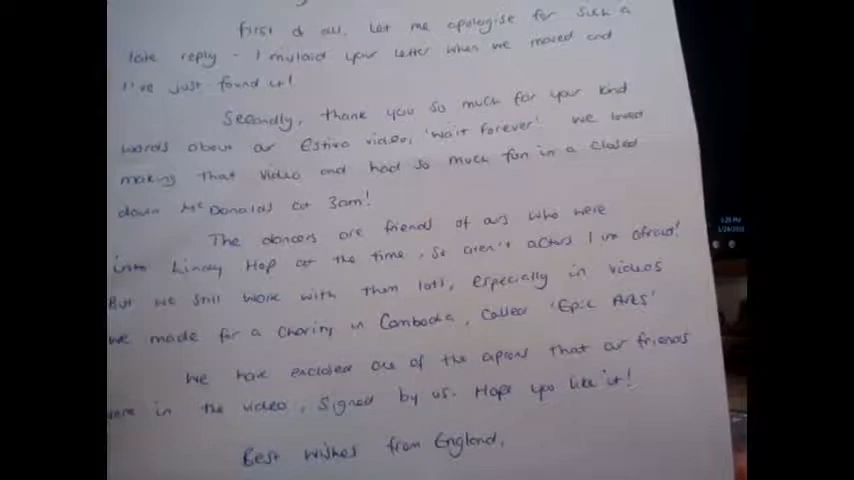 First of all, let me apologise for such a
late reply - I mislaid your letter when we moved and
I've just found it!
Secondly, thank you so much for your kind
words about our Estiva video, 'Wait Forever' We loved
making that video and had so much fun in a closed
down McDonalds at 3am!
The dancers are friends of ours who were
into Lindy Hop at the time, so aren't actors I'm afraid!
But we still work with them lots, especially in videos
we made for a charity in Cambodia, called 'Epic Arts'
We have enclosed one of the aprons that our friends
were in the video, signed by us. Hope you like it!
Best wishes from England,